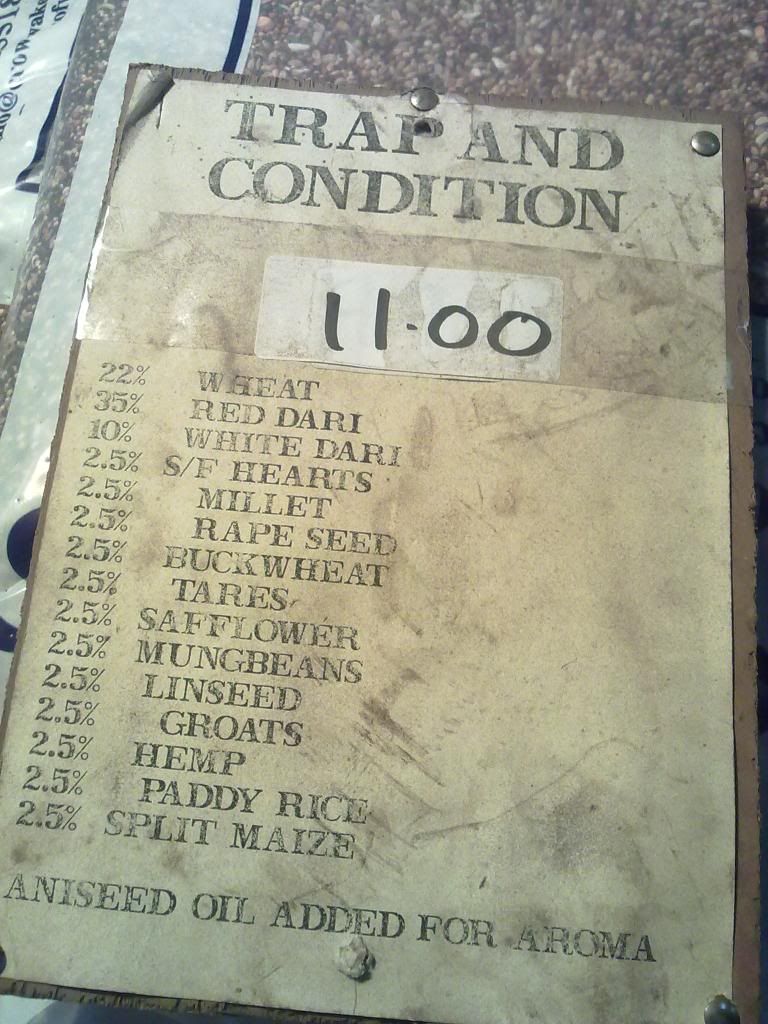 TRAP AND
CONDITION
11.00
22% WHEAT
35% RED DARI
10% WHITE DARI
2.5% S/F HEARTS
2.5% MILLET
2.5% RAPE SEED
2.5% BUCKWHEAT
2.5% TARES
2.5% SAFFLOWER
2.5% MUNGBEANS
2.5% LINSEED
2.5% GROATS
2.5% HEMP
2.5% PADDY RICE
2.5% SPLIT MAIZE
ANISEED OIL ADDED FOR AROMA